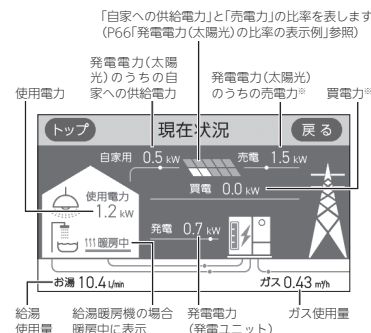 「自家への供給電力」と「売電力」の比率を表します
(P66「発電電力(太陽光)の比率の表示例」参照)
発電電力(太陽
光)のうちの自
家への供給電力
発電電力(太陽光)
のうちの売電力※
使用電力
買電力※
トップ
現在状況
戻る
自家用 0.5 kW
売電 1.5 kW
買電 0.0 kW
使用電力
1.2 kW
発電 0.7 kW
暖房中
お湯 10.4 L/min
ガス 0.43 m³/h
給湯
使用量
給湯暖房機の場合
暖房中に表示
発電電力
(発電ユニット)
ガス使用量